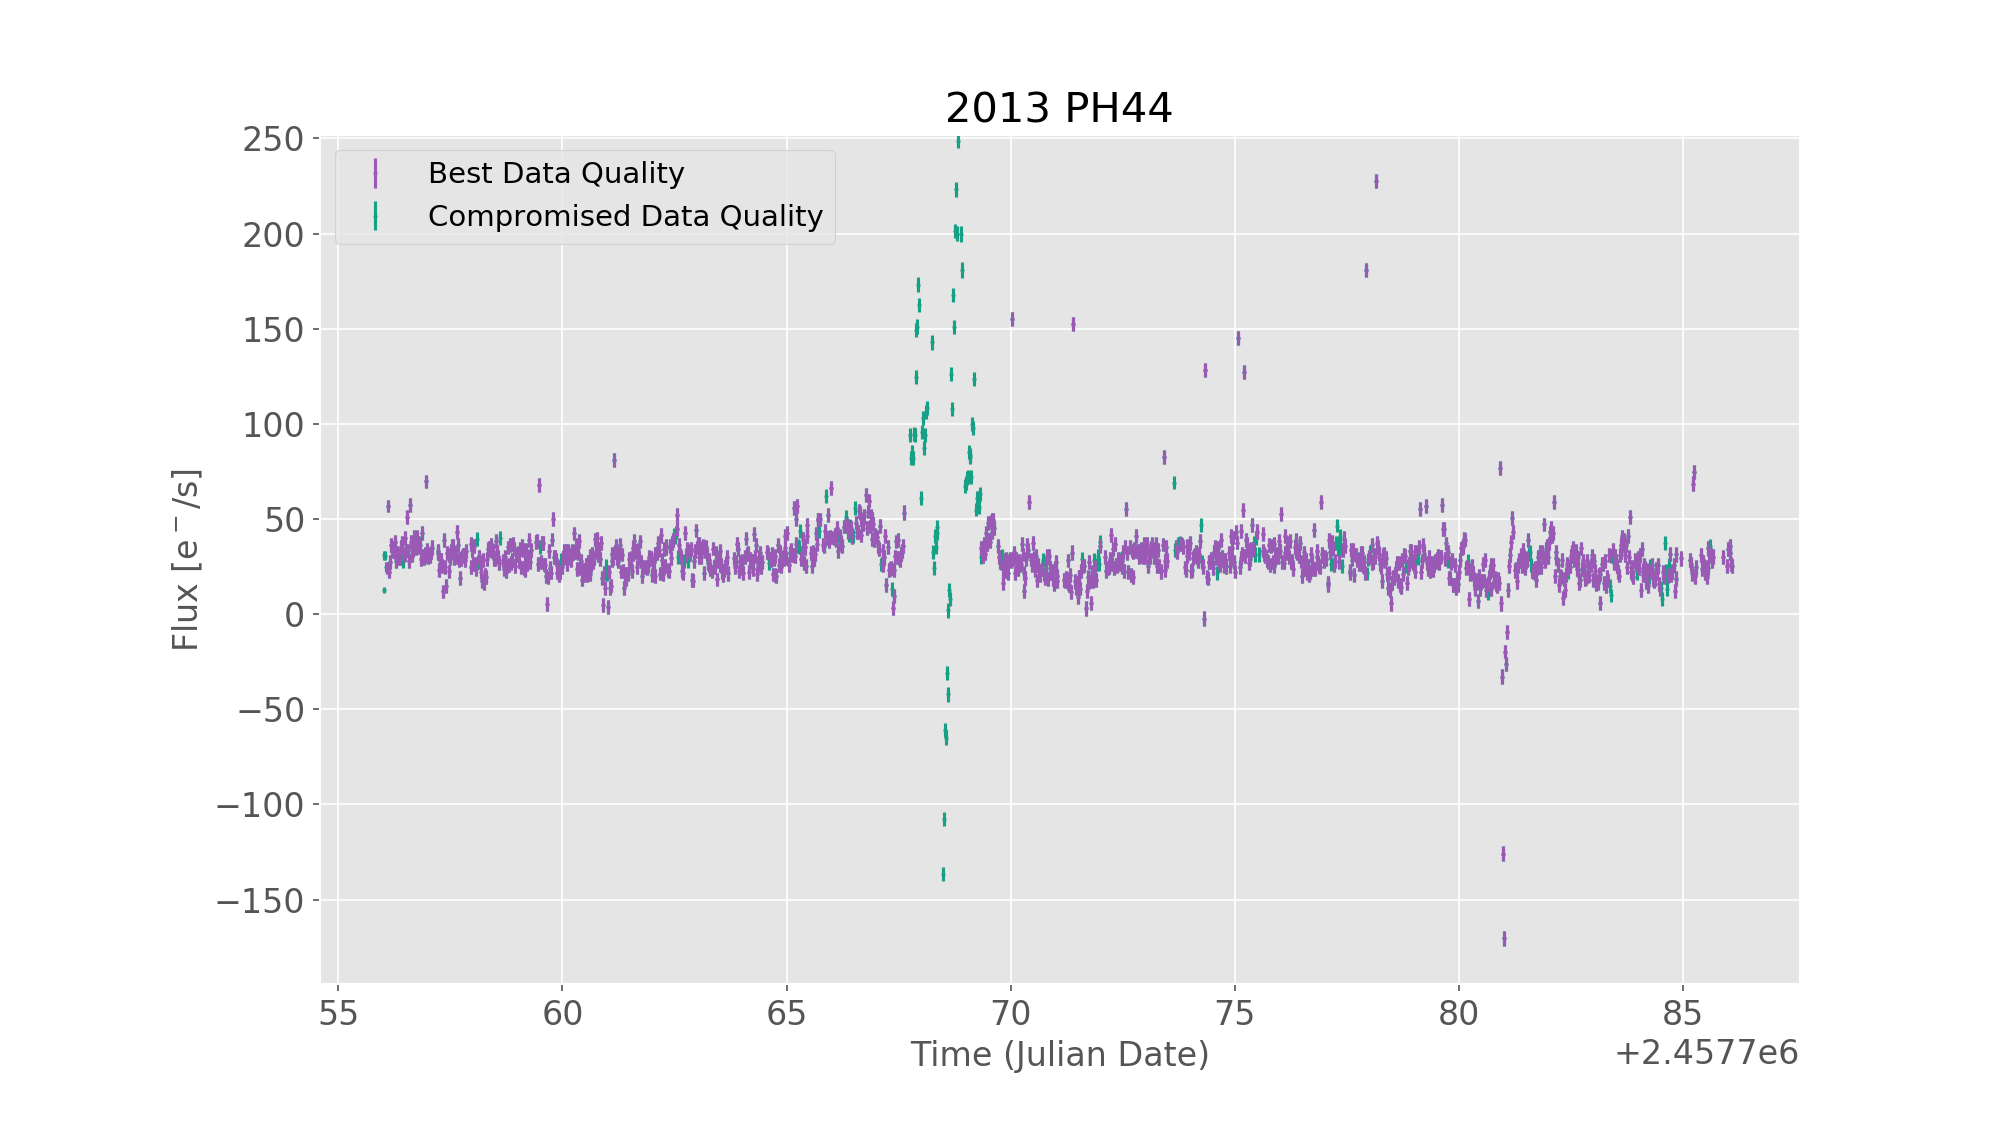 2013 PH44
Best Data Quality
Compromised Data Quality
250
200
150
100
50
0
−50
−100
−150
Flux [e⁻/s]
55 60 65 70 75 80 85
Time (Julian Date)
+2.4577e6